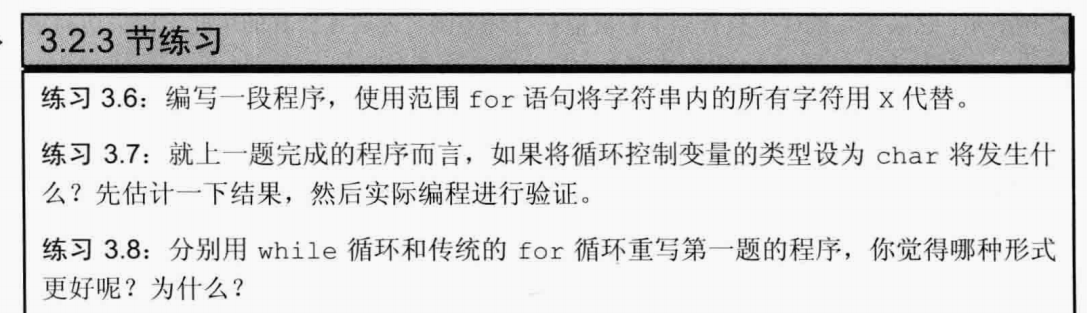 3.2.3 节练习
练习 3.6：编写一段程序，使用范围 for 语句将字符串内的所有字符用 X 代替。
练习 3.7：就上一题完成的程序而言，如果将循环控制变量的类型设为 char 将发生什
么？先估计一下结果，然后实际编程进行验证。
练习 3.8：分别用 while 循环和传统的 for 循环重写第一题的程序，你觉得哪种形式
更好呢？为什么？